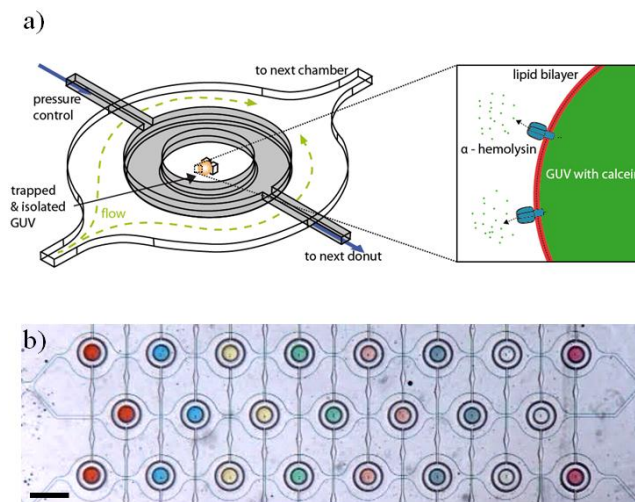 a)
to next chamber
pressure
control
trapped
& isolated
GUV
flow
to next donut
lipid bilayer
α - hemolysin
GUV with calcein
b)